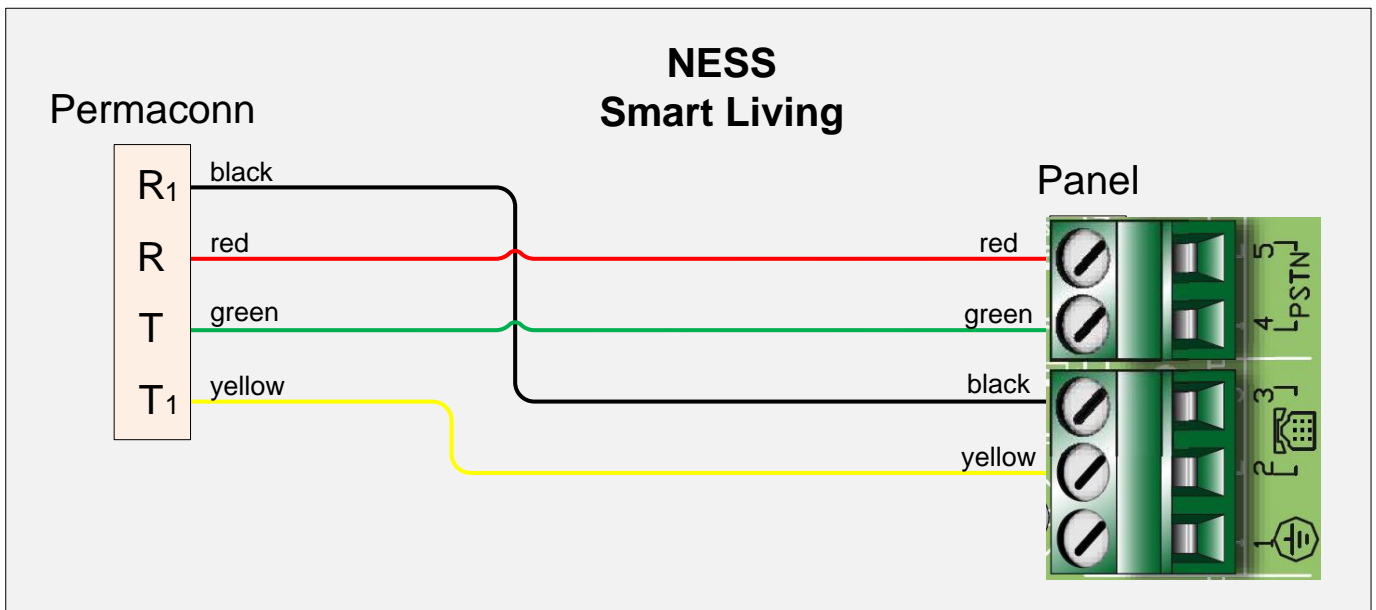 NESS
Smart Living
Permaconn
Panel
R1 black
R red red
T green green
T1 yellow black
yellow
5
PSTN
4
3
2
1